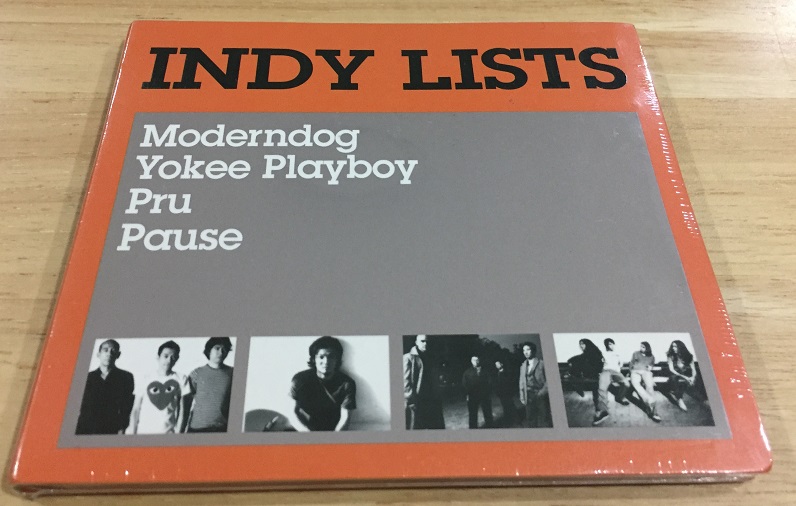 INDY LISTS
Moderndog
Yokee Playboy
Pru
Pause